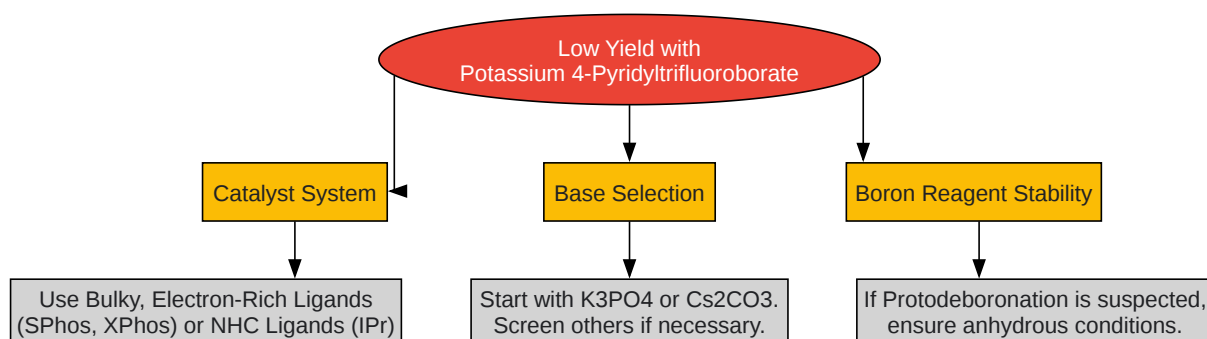 Low Yield with
Potassium 4-Pyridyltrifluoroborate
Catalyst System
Base Selection
Boron Reagent Stability
Use Bulky, Electron-Rich Ligands
(SPhos, XPhos) or NHC Ligands (IPr)
Start with K3PO4 or Cs2CO3.
Screen others if necessary.
If Protodeboronation is suspected,
ensure anhydrous conditions.